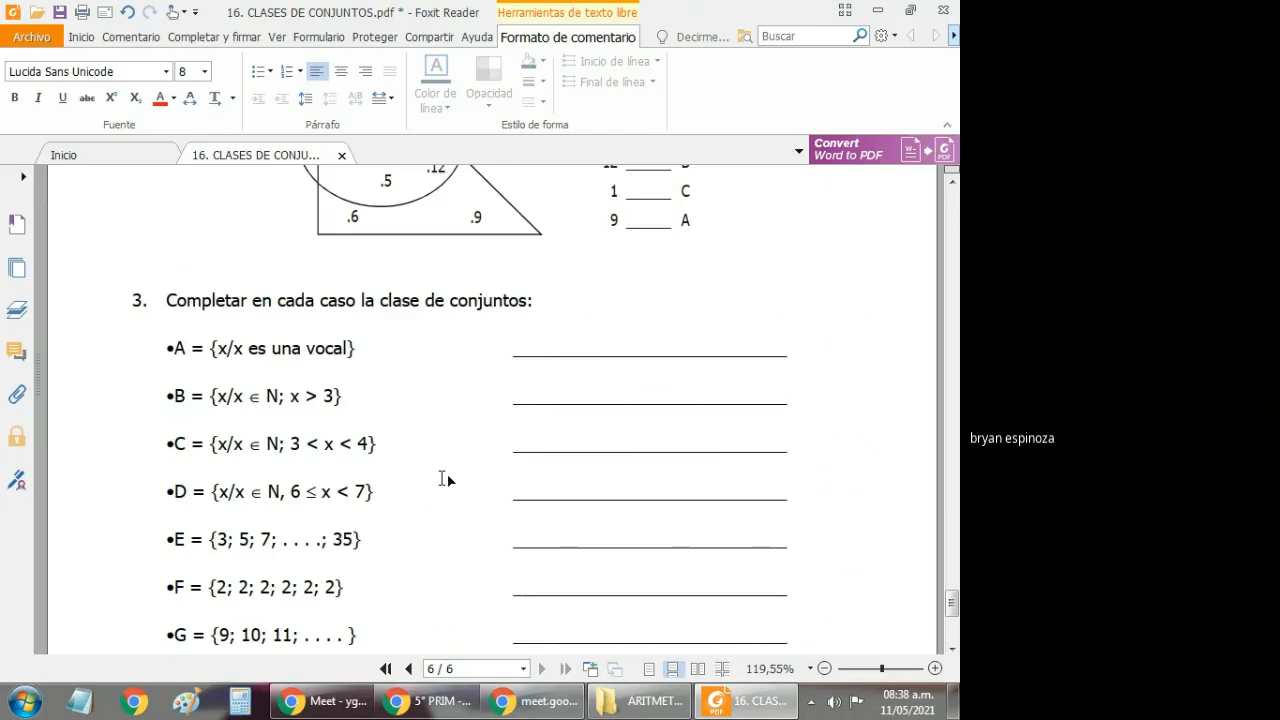 16. CLASES DE CONJUNTOS.pdf * - Foxit Reader
Herramientas de texto libre
Archivo Inicio Comentario Completar y firmar Ver Formulario Proteger Compartir Ayuda Formato de comentario Decirme... Buscar
Lucida Sans Unicode 8
Color de línea Opacidad
Inicio de línea
Final de línea
Fuente Párrafo Estilo de forma
Inicio 16. CLASES DE CONJU...
Convert
Word to PDF
.5 .12
.6 .9
1 _____ C
9 _____ A
3. Completar en cada caso la clase de conjuntos:
•A = {x/x es una vocal}
•B = {x/x ∈ N; x > 3}
•C = {x/x ∈ N; 3 < x < 4}
•D = {x/x ∈ N, 6 ≤ x < 7}
•E = {3; 5; 7; . . . .; 35}
•F = {2; 2; 2; 2; 2; 2}
•G = {9; 10; 11; . . . . }
bryan espinoza
6 / 6 119,55%
Meet - yg... 5° PRIM -... meet.goo... ARITMET... 16. CLAS...
08:38 a.m.
11/05/2021